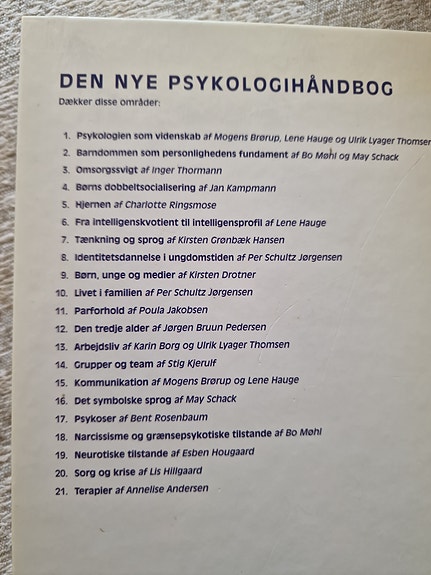 DEN NYE PSYKOLOGIHÅNDBOG
Dækker disse områder:
1. Psykologien som videnskab af Mogens Brørup, Lene Hauge og Ulrik Lyager Thomsen
2. Barndommen som personlighedens fundament af Bo Møhl og May Schack
3. Omsorgssvigt af Inger Thormann
4. Børns dobbeltsocialisering af Jan Kampmann
5. Hjernen af Charlotte Ringsmose
6. Fra intelligenskvotient til intelligensprofil af Lene Hauge
7. Tænkning og sprog af Kirsten Grønbæk Hansen
8. Identitetsdannelse i ungdomstiden af Per Schultz Jørgensen
9. Børn, unge og medier af Kirsten Drotner
10. Livet i familien af Per Schultz Jørgensen
11. Parforhold af Poula Jakobsen
12. Den tredje alder af Jørgen Bruun Pedersen
13. Arbejdsliv af Karin Borg og Ulrik Lyager Thomsen
14. Grupper og team af Stig Kjerulf
15. Kommunikation af Mogens Brørup og Lene Hauge
16. Det symbolske sprog af May Schack
17. Psykoser af Bent Rosenbaum
18. Narcissisme og grænsepsykotiske tilstande af Bo Møhl
19. Neurotiske tilstande af Esben Hougaard
20. Sorg og krise af Lis Hillgaard
21. Terapier af Annelise Andersen